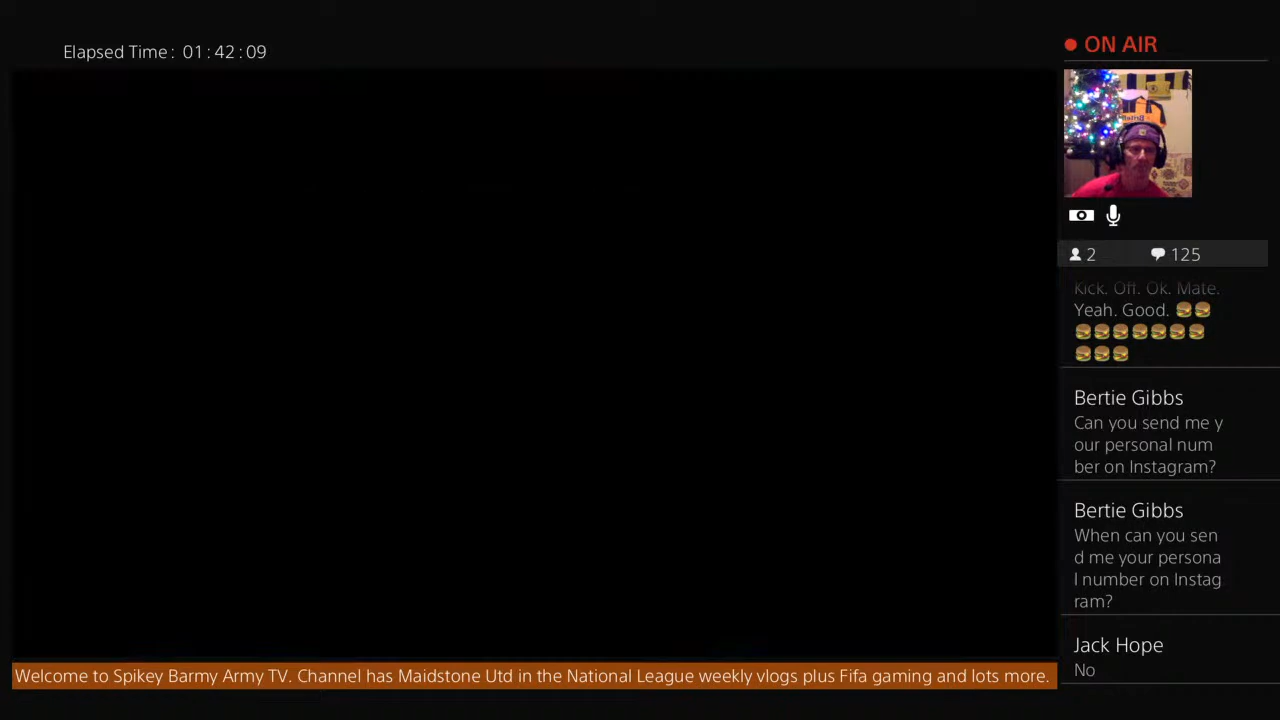 Elapsed Time: 01:42:09
ON AIR
2 125
Kick. Off. Ok. Mate.
Yeah. Good. 🍔🍔
🍔🍔🍔🍔🍔🍔🍔
🍔🍔🍔
Bertie Gibbs
Can you send me y
our personal num
ber on Instagram?
Bertie Gibbs
When can you sen
d me your persona
l number on Instag
ram?
Jack Hope
No
Welcome to Spikey Barmy Army TV. Channel has Maidstone Utd in the National League weekly vlogs plus Fifa gaming and lots more.